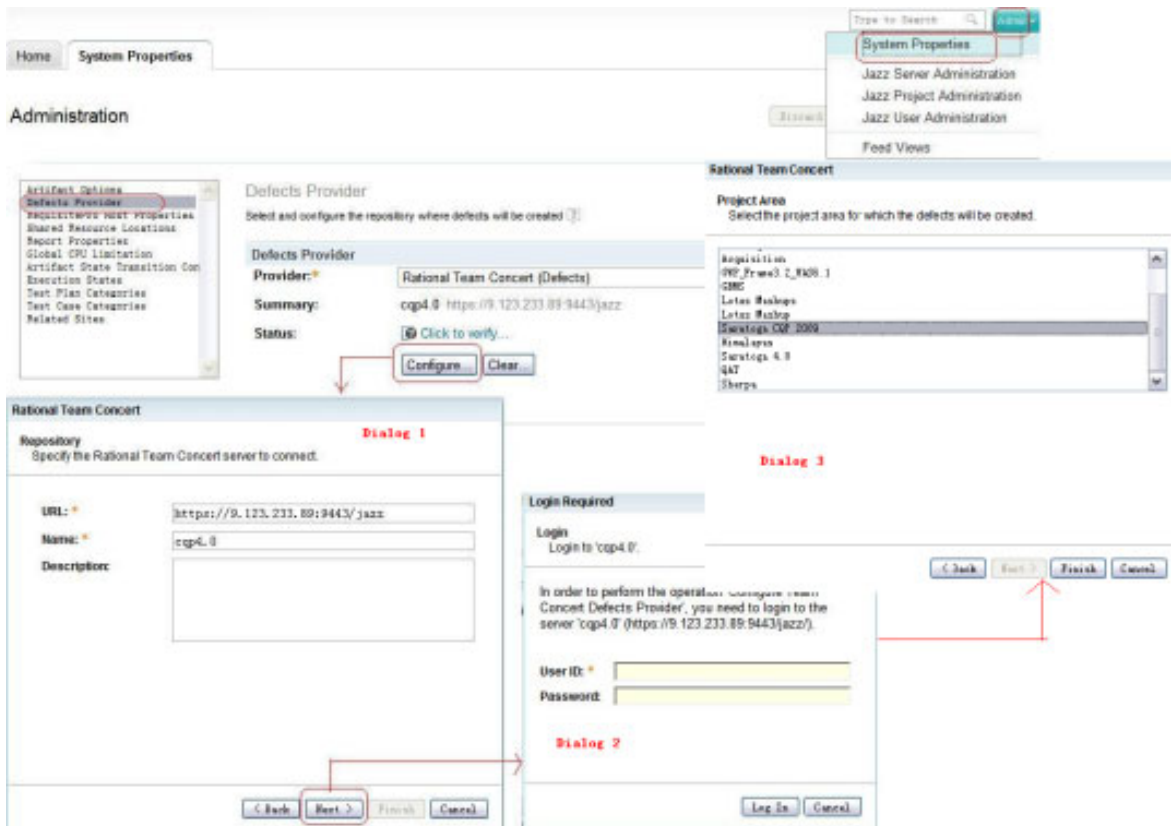 Type to Search
Admin
System Properties
Jazz Server Administration
Jazz Project Administration
Jazz User Administration
Feed Views
Home
System Properties
Administration
Discard
Artifact Options
Defects Provider
RequisitePro Host Properties
Shared Resource Locations
Report Properties
Global CPU Limitation
Artifact State Transition Con
Execution States
Test Plan Categories
Test Case Categories
Related Sites
Defects Provider
Select and configure the repository where defects will be created
Defects Provider
Provider:*
Rational Team Concert (Defects)
Summary:
cqp4.0 https://9.123.233.89:9443/jazz
Status:
Click to verify...
Configure...
Clear...
Rational Team Concert
Dialog 1
Repository
Specify the Rational Team Concert server to connect.
URL: *
https://9.123.233.89:9443/jazz
Name: *
cqp4.0
Description:
< Back
Next >
Finish
Cancel
Login Required
Login
Login to 'cqp4.0'.
In order to perform the operation 'Configure Team
Concert Defects Provider', you need to login to the
server 'cqp4.0' (https://9.123.233.89:9443/jazz/).
User ID: *
Password:
Dialog 2
Log In
Cancel
Rational Team Concert
Project Area
Select the project area for which the defects will be created.
Acquisition
GBMS
Lotus Mashups
Lotus Mashup
Saratoga CQP 2009
Himalayas
Saratoga 4.0
QAT
Sherpa
Dialog 3
< Back
Next >
Finish
Cancel